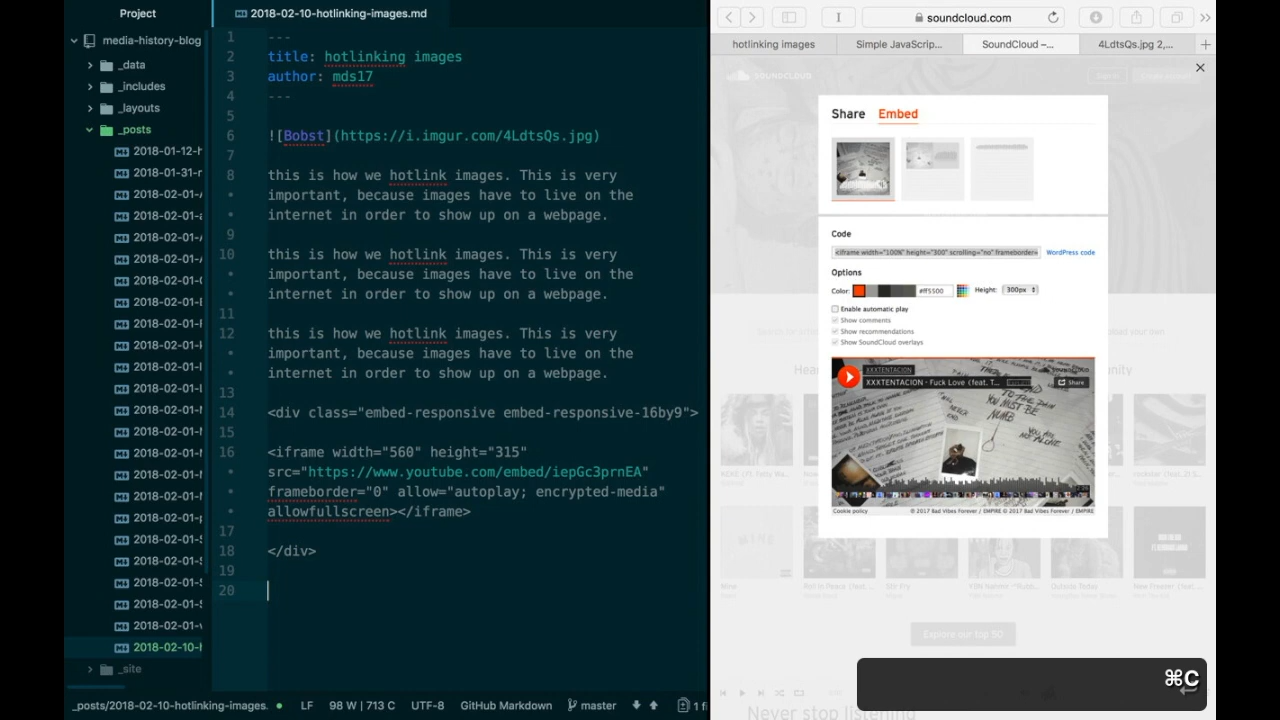 Project
2018-02-10-hotlinking-images.md
media-history-blog
_data
_includes
_layouts
_posts
2018-01-12-h
2018-01-31-r
2018-02-01-
2018-02-01-a
2018-02-01-
2018-02-01-
2018-02-01-
2018-02-01-
2018-02-01-
2018-02-01-
2018-02-01-
2018-02-01-
2018-02-01-
2018-02-01-
2018-02-01-
2018-02-01-
2018-02-01-
2018-02-01-p
2018-02-01-S
2018-02-01-S
2018-02-01-S
2018-02-01-S
2018-02-01-v
2018-02-10-h
_site
1 ---
2 title: hotlinking images
3 author: mds17
4 ---
5
6 ![Bobst](https://i.imgur.com/4LdtsQs.jpg)
7
8 this is how we hotlink images. This is very
• important, because images have to live on the
• internet in order to show up on a webpage.
9
10 this is how we hotlink images. This is very
• important, because images have to live on the
• internet in order to show up on a webpage.
11
12 this is how we hotlink images. This is very
• important, because images have to live on the
• internet in order to show up on a webpage.
13
14 <div class="embed-responsive embed-responsive-16by9">
15
16 <iframe width="560" height="315"
• src="https://www.youtube.com/embed/iepGc3prnEA"
• frameborder="0" allow="autoplay; encrypted-media"
• allowfullscreen></iframe>
17
18 </div>
19
20
_posts/2018-02-10-hotlinking-images. LF 98 W | 713 C UTF-8 GitHub Markdown master 1 fi
soundcloud.com
hotlinking images Simple JavaScrip... SoundCloud –... 4LdtsQs.jpg 2,...
SOUNDCLOUD
Share Embed
Code
<iframe width="100%" height="300" scrolling="no" frameborder= WordPress code
Options
Color: #ff5500 Height: 300px
Enable automatic play
Show comments
Show recommendations
Show SoundCloud overlays
XXXTENTACION
XXXTENTACION - Fuck Love (feat. T...
Share
Cookie policy © 2017 Bad Vibes Forever / EMPIRE © 2017 Bad Vibes Forever / EMPIRE
Explore our top 50
Never stop listening
⌘C